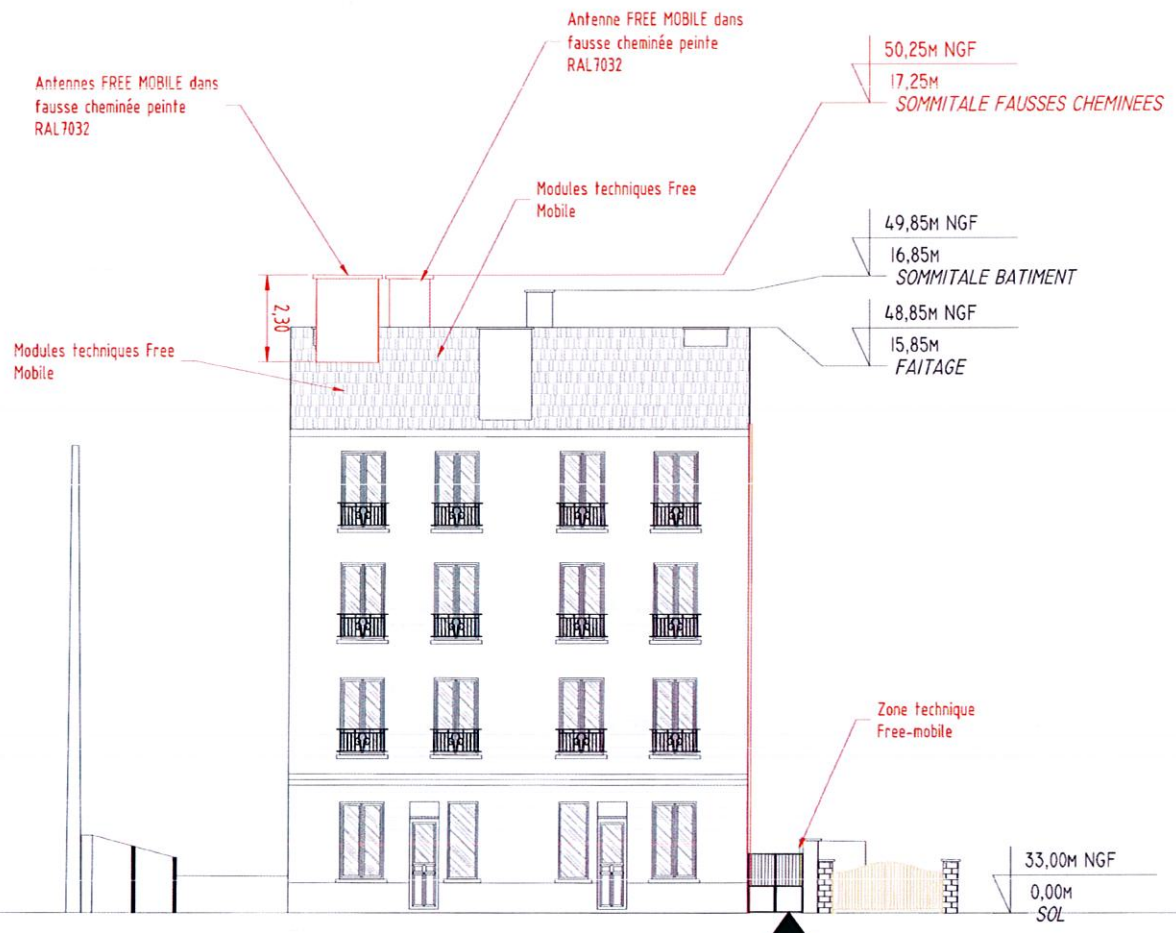 Antenne FREE MOBILE dans
fausse cheminée peinte
RAL7032
Antennes FREE MOBILE dans
fausse cheminée peinte
RAL7032
50,25M NGF
17,25M
SOMMITALE FAUSSES CHEMINEES
Modules techniques Free
Mobile
49,85M NGF
16,85M
SOMMITALE BATIMENT
48,85M NGF
15,85M
FAITAGE
2,30
Modules techniques Free
Mobile
Zone technique
Free-mobile
33,00M NGF
0,00M
SOL